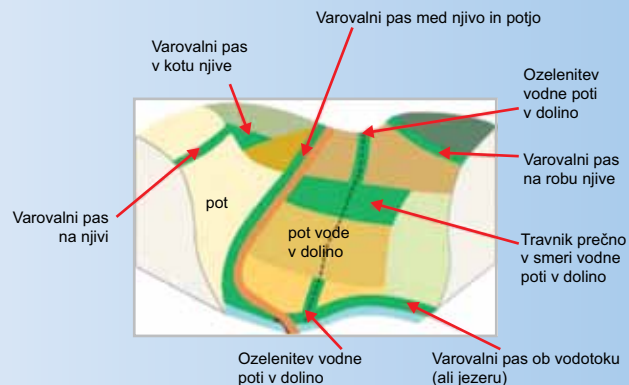 Varovalni pas med njivo in potjo
Varovalni pas
v kotu njive
Ozelenitev
vodne poti
v dolino
Varovalni pas
na robu njive
Varovalni pas
na njivi
pot
pot vode
v dolino
Travnik prečno
v smeri vodne
poti v dolino
Ozelenitev vodne
poti v dolino
Varovalni pas ob vodotoku
(ali jezeru)